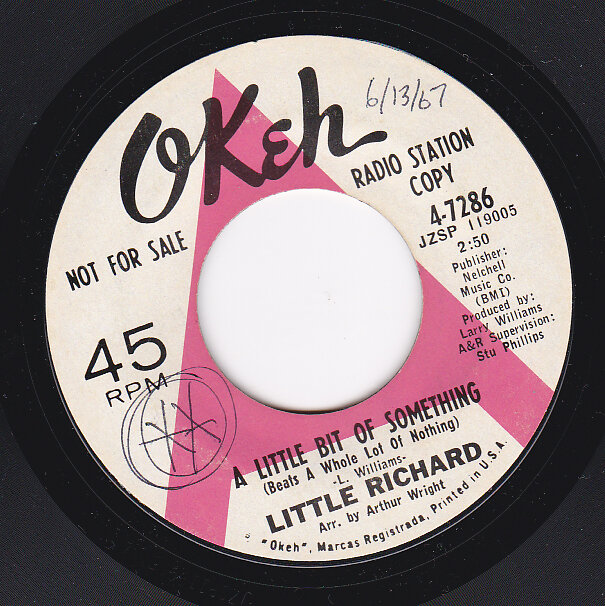 OKeh
6/13/67
RADIO STATION
COPY
NOT FOR SALE
4-7286
JZSP 119005
2:50
Publisher:
Nelchell
Music Co.
(BMI)
Produced by:
Larry Williams
A&R Supervision:
Stu Phillips
45
RPM
A LITTLE BIT OF SOMETHING
(Beats A Whole Lot Of Nothing)
-L. Williams-
LITTLE RICHARD
Arr. by Arthur Wright
"Okeh", Marcas Registrada, Printed in U.S.A.